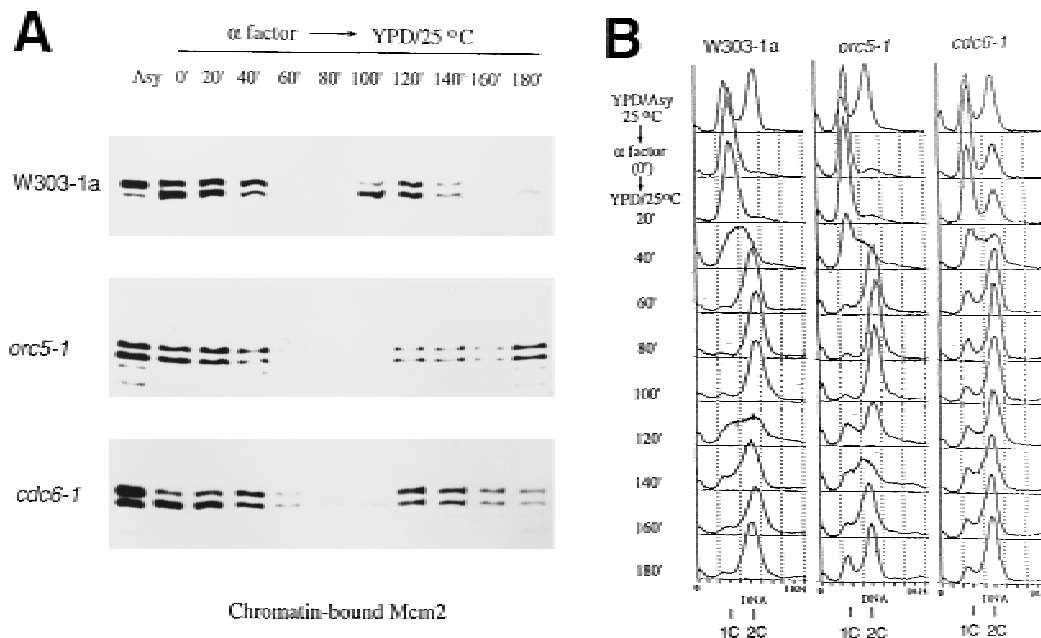 A
α factor → YPD/25 °C
Asy 0' 20' 40' 60' 80' 100' 120' 140' 160' 180'
W303-1a
orc5-1
cdc6-1
Chromatin-bound Mcm2
B
W303-1a orc5-1 cdc6-1
YPD/Asy
25 °C
α factor
(0')
YPD/25°C
20'
40'
60'
80'
100'
120'
140'
160'
180'
DNA DNA DNA
1C 2C 1C 2C 1C 2C